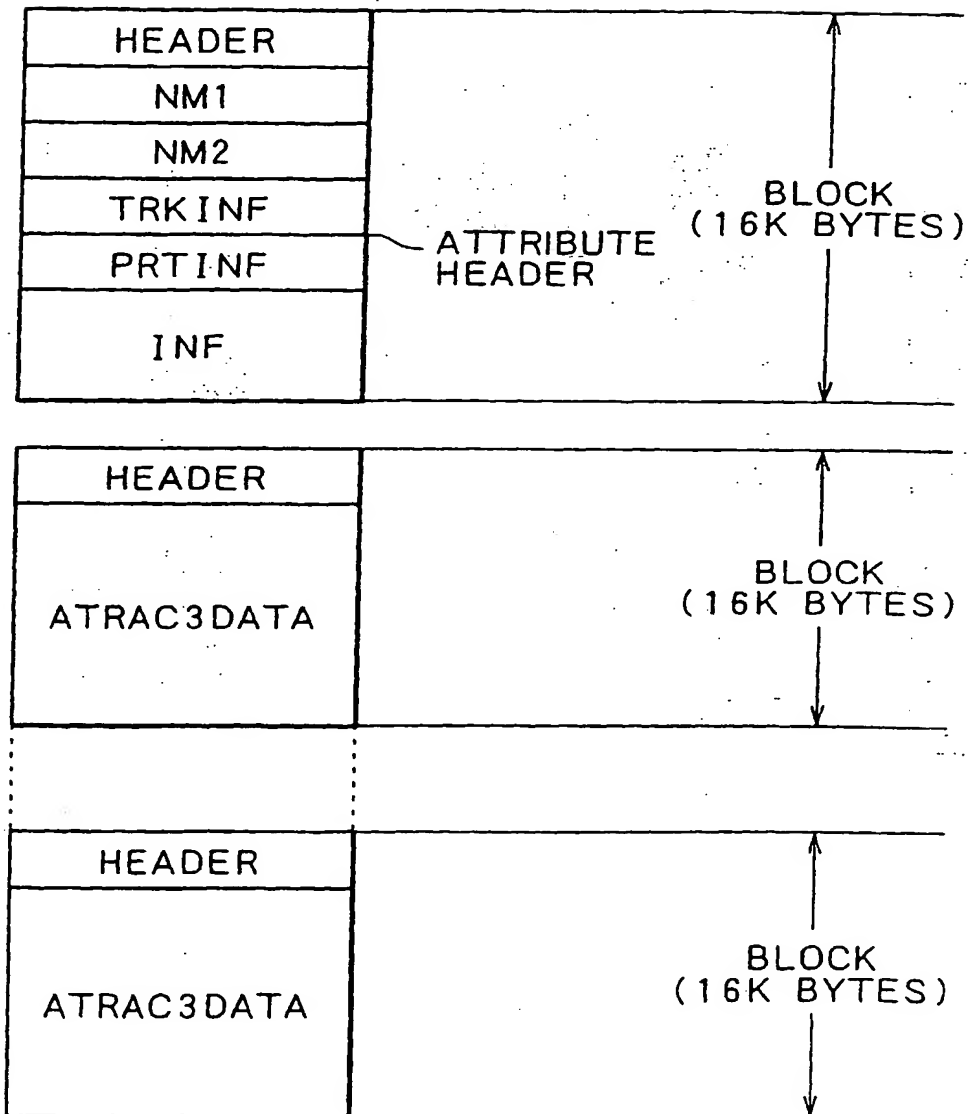 HEADER
NM1
NM2
TRKINF
PRTINF
INF
ATTRIBUTE
HEADER
BLOCK
(16K BYTES)
HEADER
ATRAC3DATA
BLOCK
(16K BYTES)
HEADER
ATRAC3DATA
BLOCK
(16K BYTES)